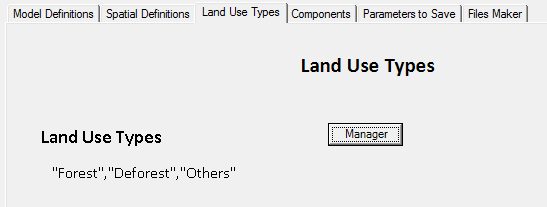 Model Definitions Spatial Definitions Land Use Types Components Parameters to Save Files Maker
Land Use Types
Land Use Types Manager
"Forest","Deforest","Others"